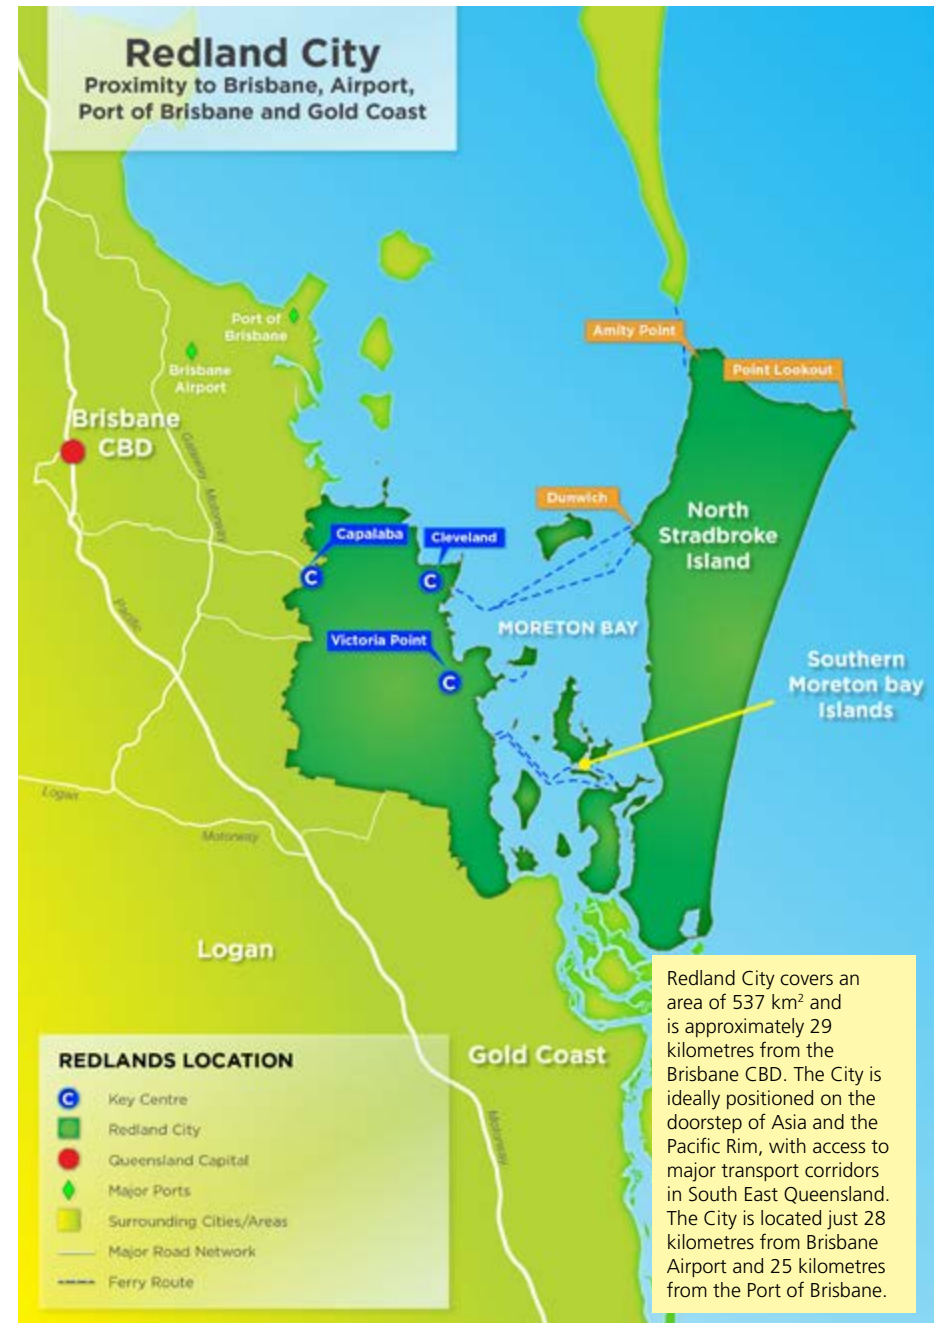 Redland City
Proximity to Brisbane, Airport,
Port of Brisbane and Gold Coast
Port of
Brisbane
Brisbane
Airport
Brisbane
CBD
Gateway Motorway
Pacific
Amity Point
Point Lookout
Dunwich
North
Stradbroke
Island
Capalaba
Cleveland
C
C
Victoria Point
C
MORETON BAY
Southern
Moreton bay
Islands
Logan
Motorway
Logan
Gold Coast
Motorway
REDLANDS LOCATION
C Key Centre
Redland City
Queensland Capital
Major Ports
Surrounding Cities/Areas
Major Road Network
Ferry Route
Redland City covers an
area of 537 km² and
is approximately 29
kilometres from the
Brisbane CBD. The City is
ideally positioned on the
doorstep of Asia and the
Pacific Rim, with access to
major transport corridors
in South East Queensland.
The City is located just 28
kilometres from Brisbane
Airport and 25 kilometres
from the Port of Brisbane.